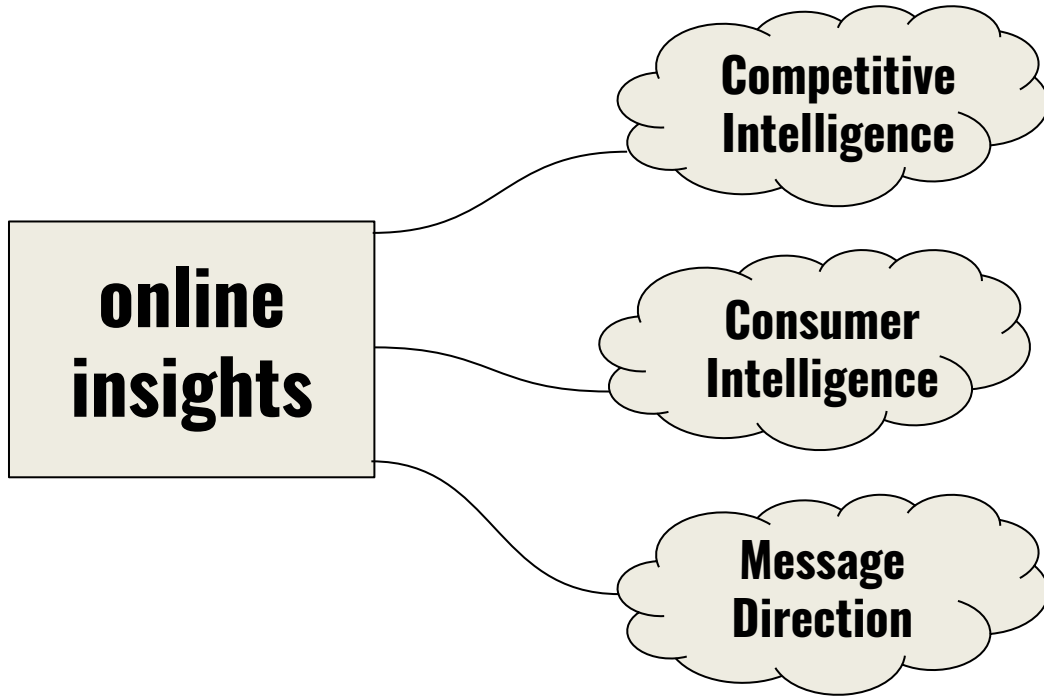 Competitive
Intelligence
online
insights
Consumer
Intelligence
Message
Direction